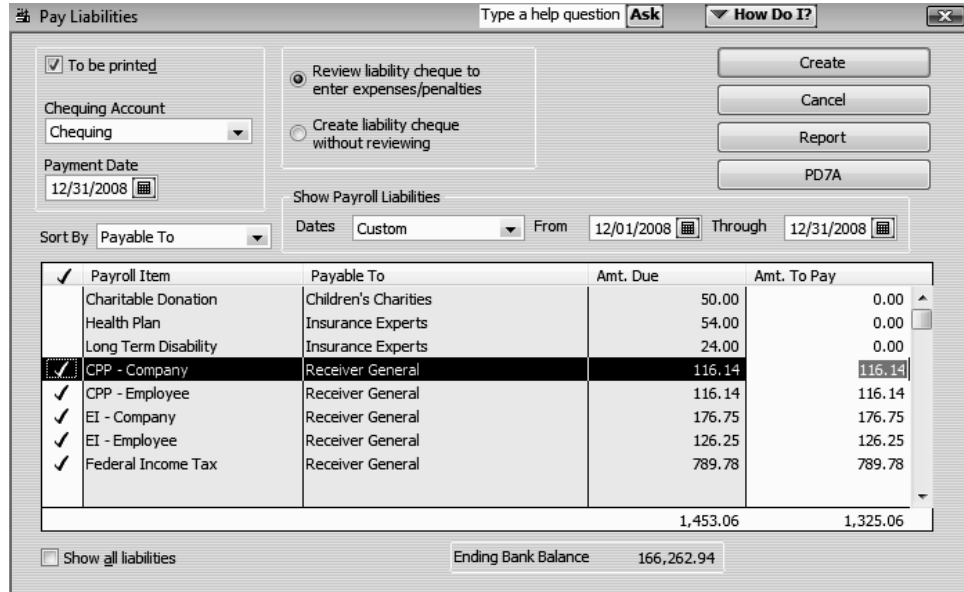 Pay Liabilities
Type a help question Ask
How Do I?
To be printed
Chequing Account
Chequing
Payment Date
12/31/2008
Review liability cheque to
enter expenses/penalties
Create liability cheque
without reviewing
Create
Cancel
Report
PD7A
Show Payroll Liabilities
Sort By Payable To
Dates Custom From 12/01/2008 Through 12/31/2008
Payroll Item Payable To Amt. Due Amt. To Pay
Charitable Donation Children's Charities 50.00 0.00
Health Plan Insurance Experts 54.00 0.00
Long Term Disability Insurance Experts 24.00 0.00
CPP - Company Receiver General 116.14 116.14
CPP - Employee Receiver General 116.14 116.14
EI - Company Receiver General 176.75 176.75
EI - Employee Receiver General 126.25 126.25
Federal Income Tax Receiver General 789.78 789.78
1,453.06 1,325.06
Show all liabilities
Ending Bank Balance 166,262.94